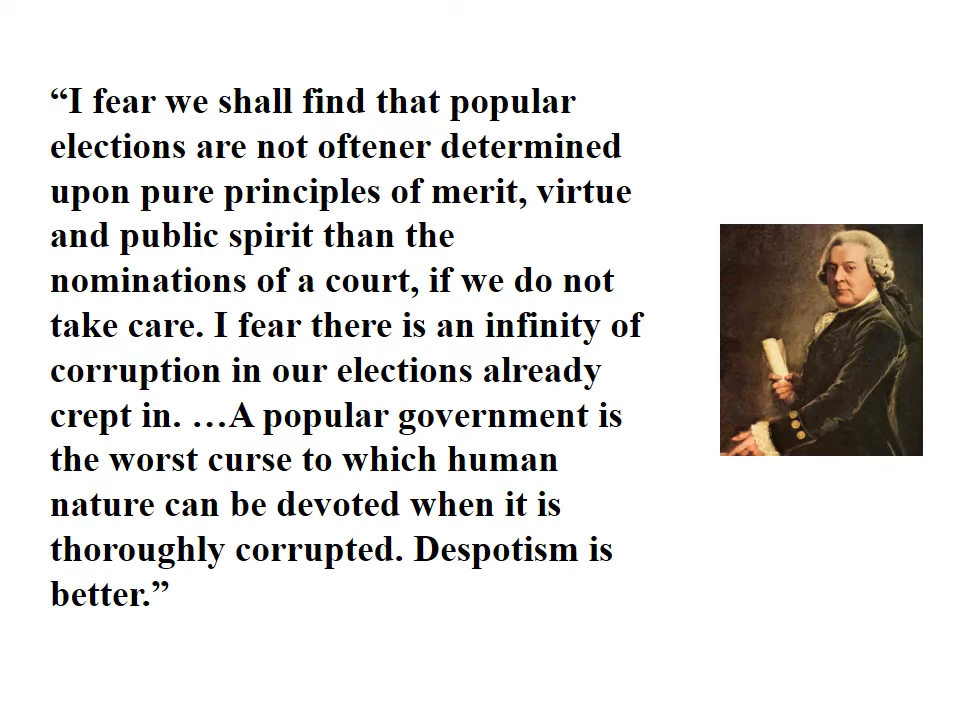 “I fear we shall find that popular
elections are not oftener determined
upon pure principles of merit, virtue
and public spirit than the
nominations of a court, if we do not
take care. I fear there is an infinity of
corruption in our elections already
crept in. …A popular government is
the worst curse to which human
nature can be devoted when it is
thoroughly corrupted. Despotism is
better.”